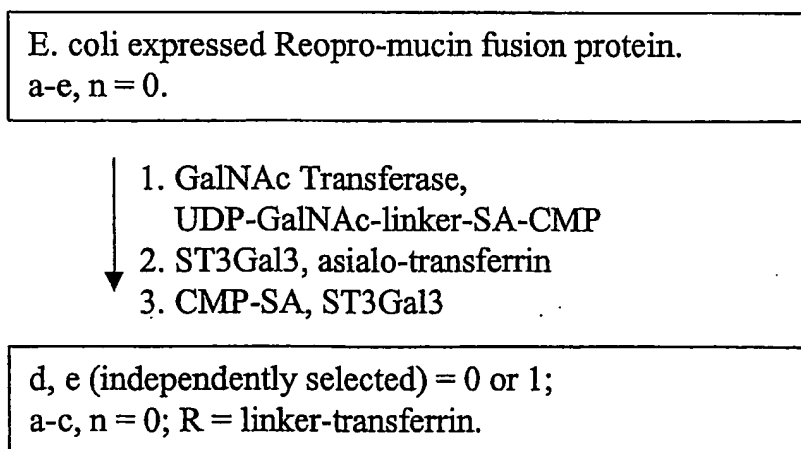 E. coli expressed Reopro-mucin fusion protein.
a-e, n = 0.
1. GalNAc Transferase,
UDP-GalNAc-linker-SA-CMP
2. ST3Gal3, asialo-transferrin
3. CMP-SA, ST3Gal3
d, e (independently selected) = 0 or 1;
a-c, n = 0; R = linker-transferrin.